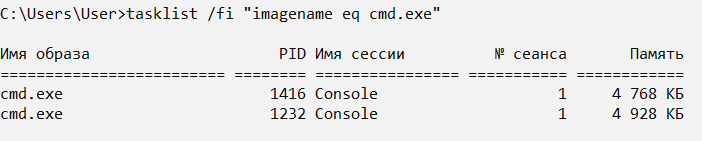 C:\Users\User>tasklist /fi "imagename eq cmd.exe"
Имя образа                     PID Имя сессии          № сеанса       Память
========================= ======== ================ =========== ============
cmd.exe                       1416 Console                    1     4 768 КБ
cmd.exe                       1232 Console                    1     4 928 КБ